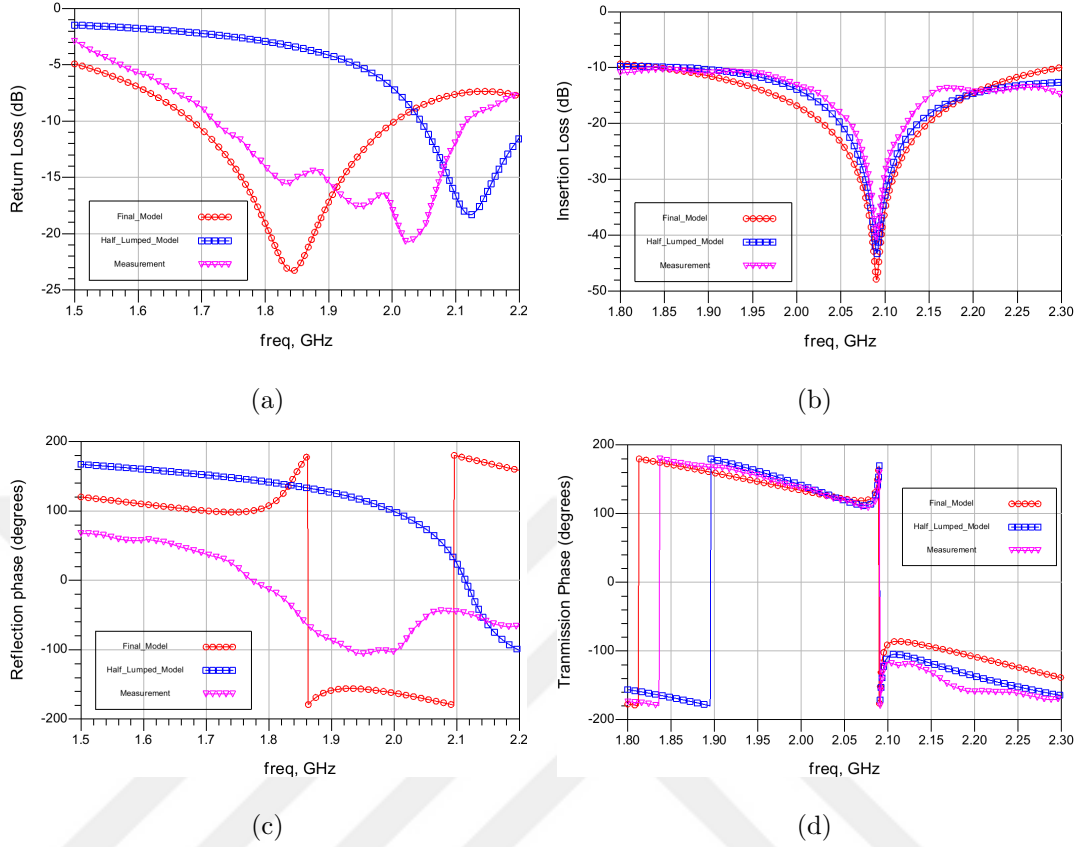 0
-5
-10
-15
-20
-25
Return Loss (dB)
Final_Model
Half_Lumped_Model
Measurement
1.5 1.6 1.7 1.8 1.9 2.0 2.1 2.2
freq, GHz
(a)
0
-10
-20
-30
-40
-50
Insertion Loss (dB)
Final_Model
Half_Lumped_Model
Measurement
1.80 1.85 1.90 1.95 2.00 2.05 2.10 2.15 2.20 2.25 2.30
freq, GHz
(b)
200
100
0
-100
-200
Reflection phase (degrees)
Final_Model
Half_Lumped_Model
Measurement
1.5 1.6 1.7 1.8 1.9 2.0 2.1 2.2
freq, GHz
(c)
200
100
0
-100
-200
Tranmission Phase (degrees)
Final_Model
Half_Lumped_Model
Measurement
1.80 1.85 1.90 1.95 2.00 2.05 2.10 2.15 2.20 2.25 2.30
freq, GHz
(d)